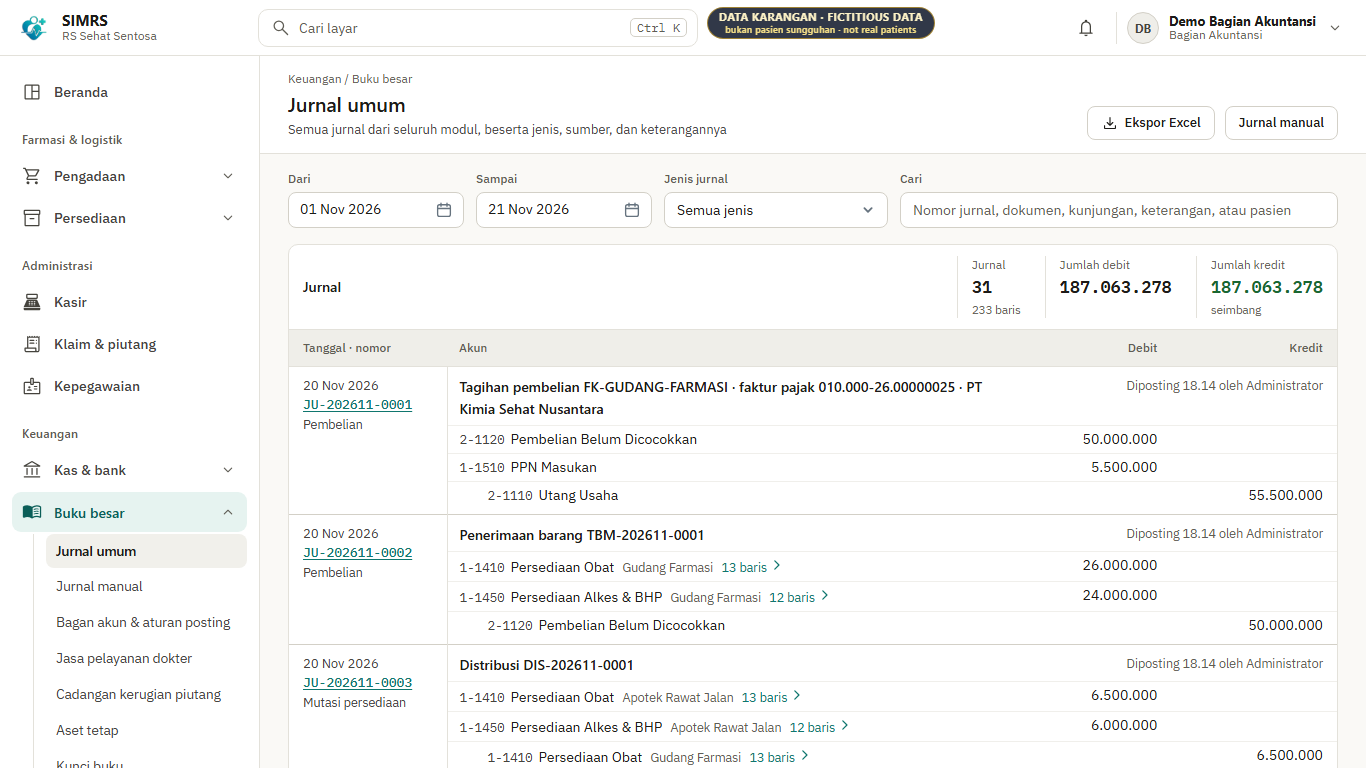 SIMRS
RS Sehat Sentosa
Cari layar
Ctrl K
DATA KARANGAN · FICTITIOUS DATA
bukan pasien sungguhan · not real patients
DB
Demo Bagian Akuntansi
Bagian Akuntansi
Beranda
Farmasi & logistik
Pengadaan
Persediaan
Administrasi
Kasir
Klaim & piutang
Kepegawaian
Keuangan
Kas & bank
Buku besar
Jurnal umum
Jurnal manual
Bagan akun & aturan posting
Jasa pelayanan dokter
Cadangan kerugian piutang
Aset tetap
Kunci buku
Keuangan / Buku besar
Jurnal umum
Semua jurnal dari seluruh modul, beserta jenis, sumber, dan keterangannya
Ekspor Excel
Jurnal manual
Dari
Sampai
Jenis jurnal
Cari
01 Nov 2026
21 Nov 2026
Semua jenis
Nomor jurnal, dokumen, kunjungan, keterangan, atau pasien
Jurnal
Jurnal
31
233 baris
Jumlah debit
187.063.278
Jumlah kredit
187.063.278
seimbang
Tanggal · nomor
Akun
Debit
Kredit
20 Nov 2026
JU-202611-0001
Pembelian
Tagihan pembelian FK-GUDANG-FARMASI · faktur pajak 010.000-26.00000025 · PT
Kimia Sehat Nusantara
Diposting 18.14 oleh Administrator
2-1120 Pembelian Belum Dicocokkan 50.000.000
1-1510 PPN Masukan 5.500.000
2-1110 Utang Usaha 55.500.000
20 Nov 2026
JU-202611-0002
Pembelian
Penerimaan barang TBM-202611-0001
Diposting 18.14 oleh Administrator
1-1410 Persediaan Obat Gudang Farmasi 13 baris 26.000.000
1-1450 Persediaan Alkes & BHP Gudang Farmasi 12 baris 24.000.000
2-1120 Pembelian Belum Dicocokkan 50.000.000
20 Nov 2026
JU-202611-0003
Mutasi persediaan
Distribusi DIS-202611-0001
Diposting 18.14 oleh Administrator
1-1410 Persediaan Obat Apotek Rawat Jalan 13 baris 6.500.000
1-1450 Persediaan Alkes & BHP Apotek Rawat Jalan 12 baris 6.000.000
1-1410 Persediaan Obat Gudang Farmasi 13 baris 6.500.000